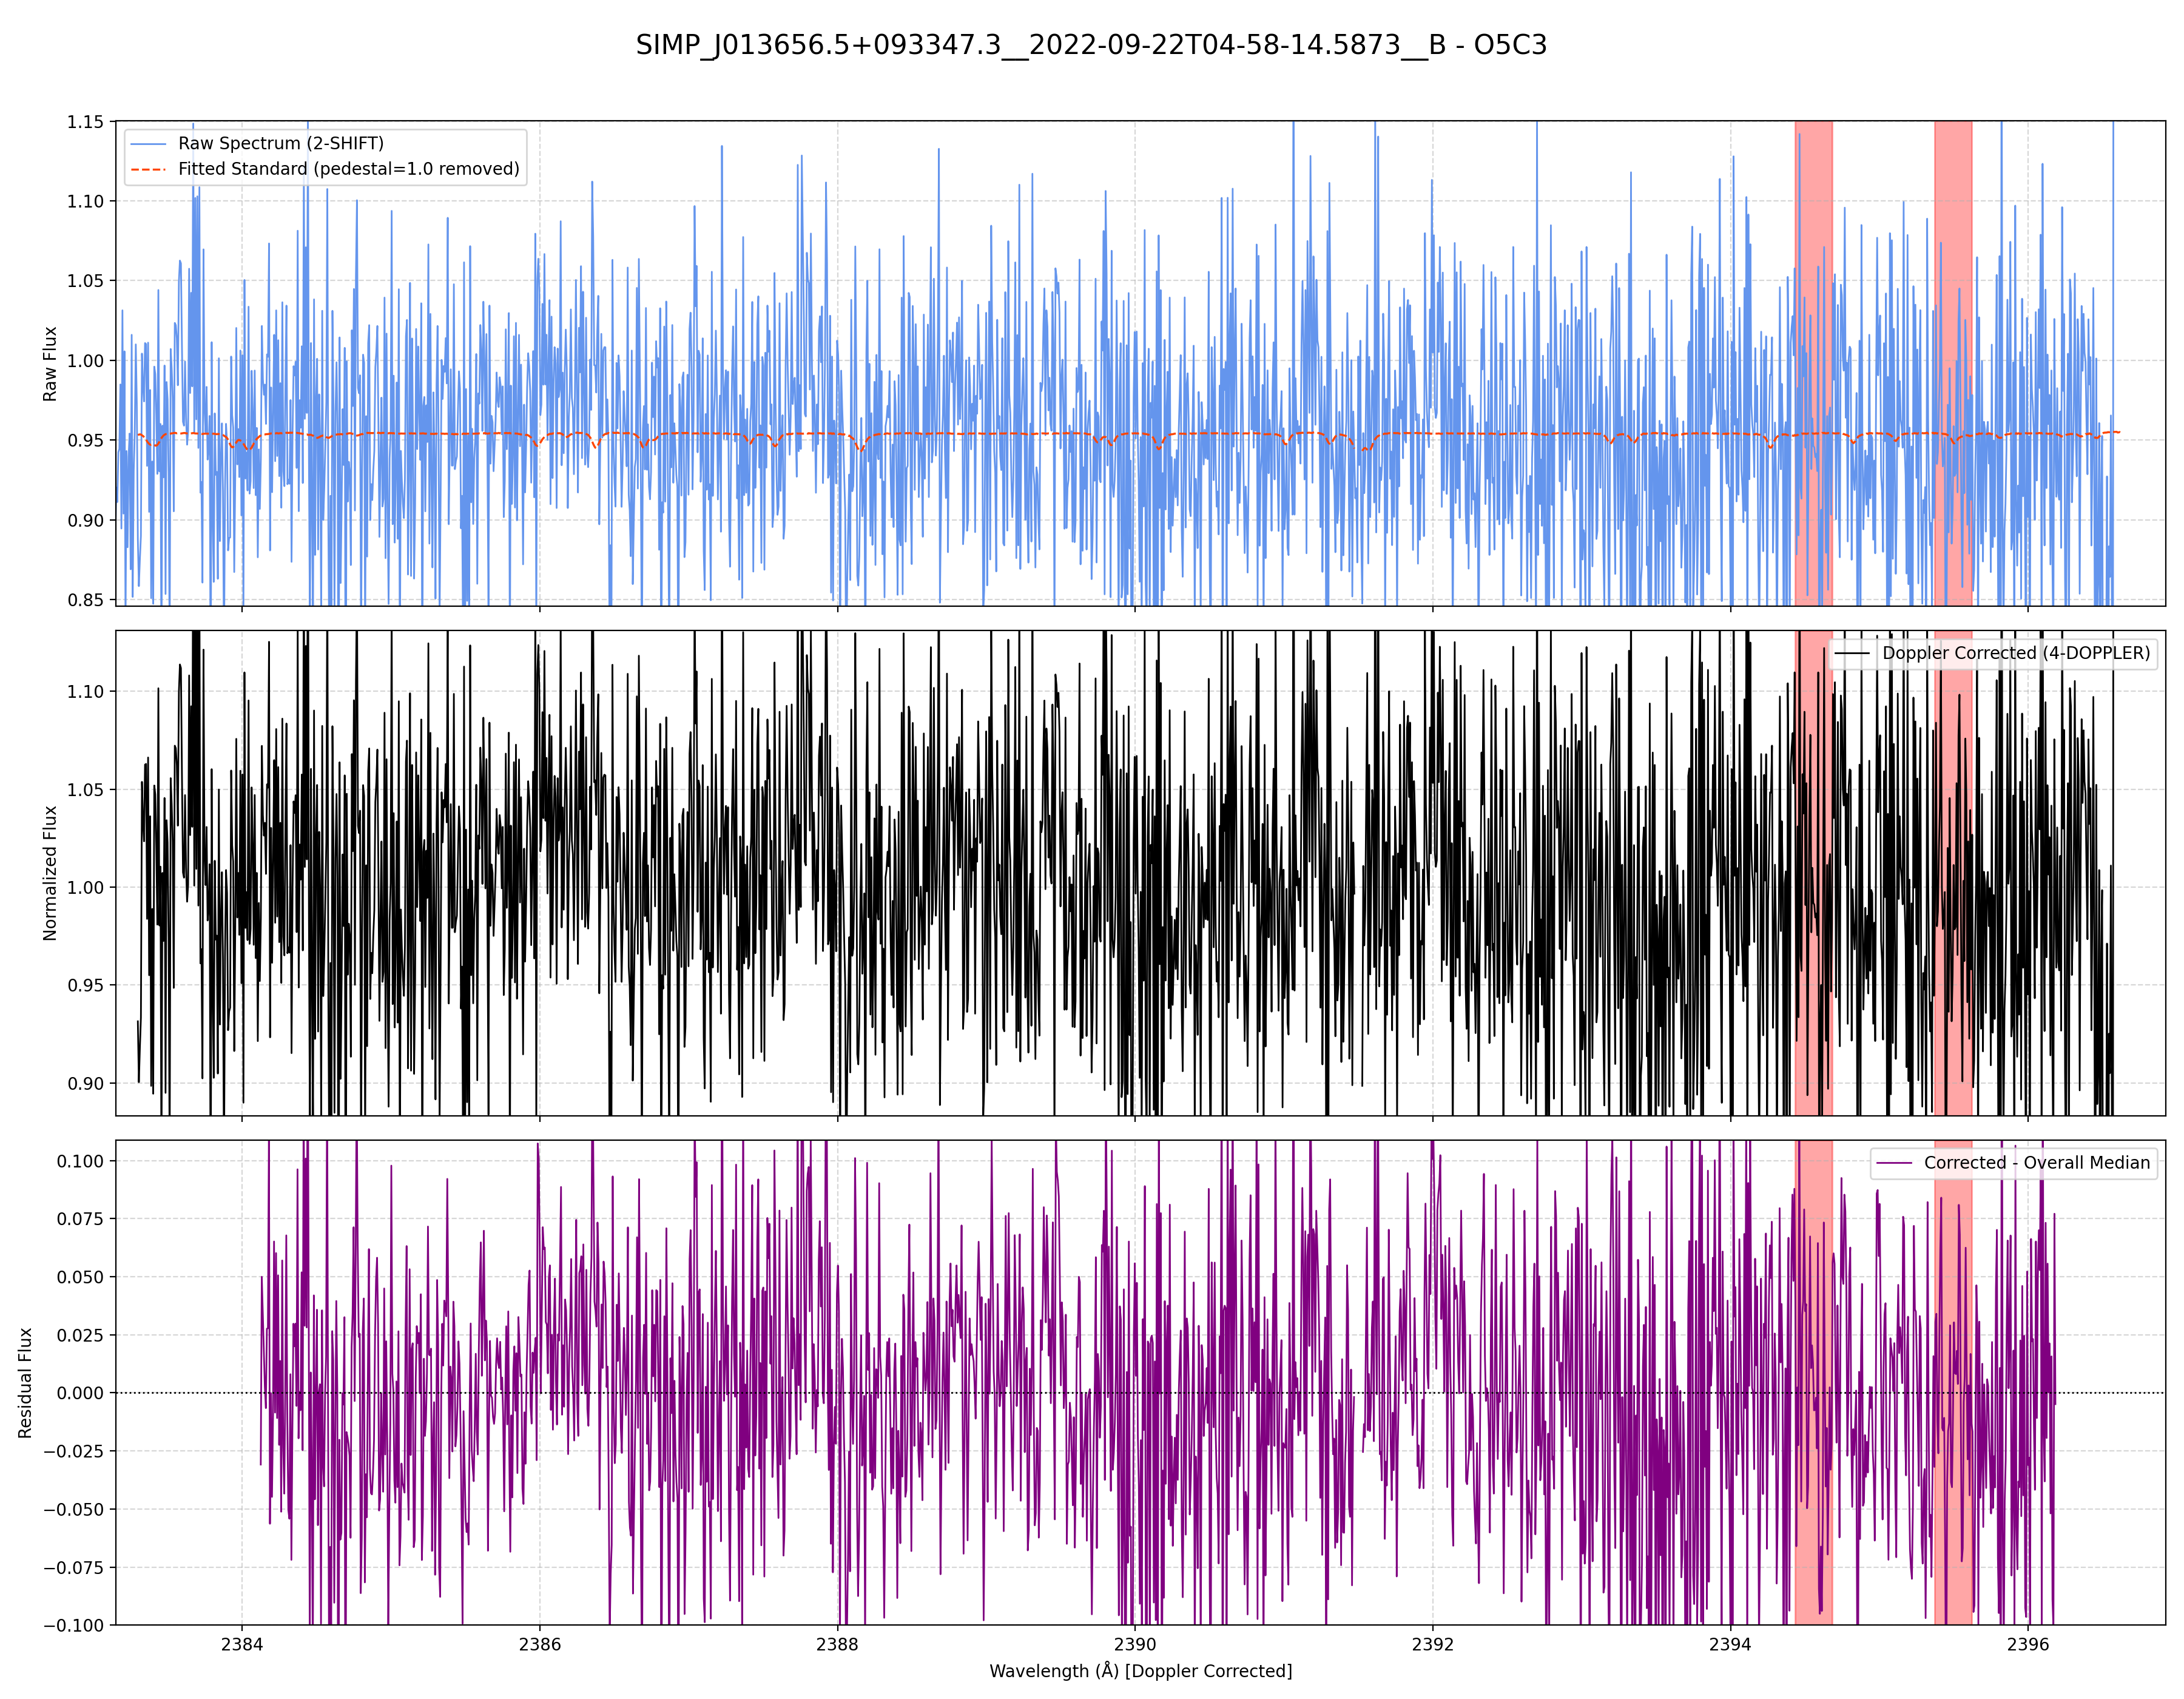 SIMP_J013656.5+093347.3__2022-09-22T04-58-14.5873__B - O5C3
1.15
1.10
1.05
1.00
0.95
0.90
0.85
Raw Flux
Raw Spectrum (2-SHIFT)
Fitted Standard (pedestal=1.0 removed)
1.10
1.05
1.00
0.95
0.90
Normalized Flux
Doppler Corrected (4-DOPPLER)
0.100
0.075
0.050
0.025
0.000
−0.025
−0.050
−0.075
−0.100
Residual Flux
Corrected - Overall Median
2384 2386 2388 2390 2392 2394 2396
Wavelength (Å) [Doppler Corrected]